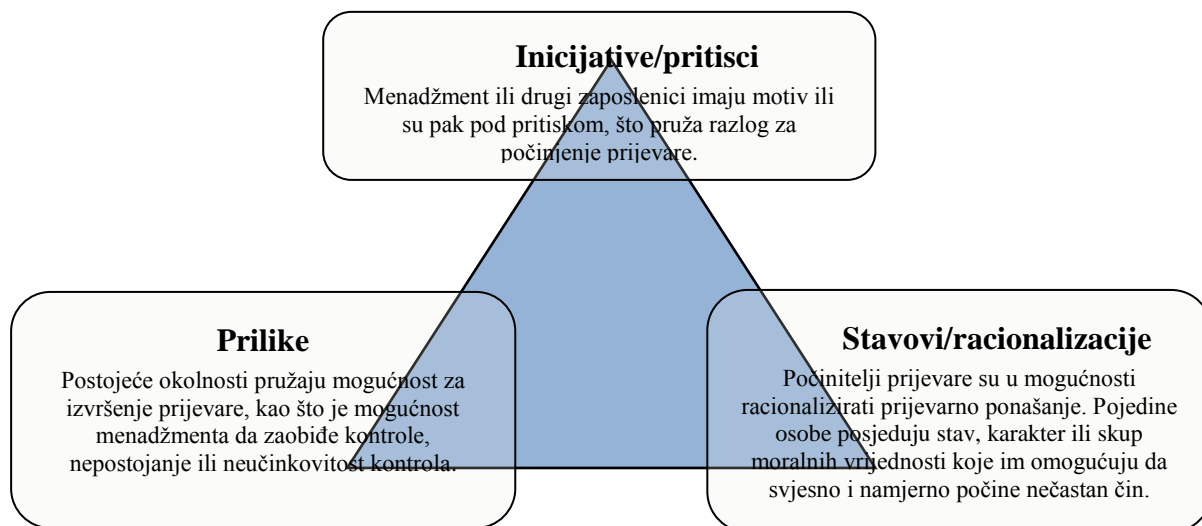 Inicijative/pritisci
Menadžment ili drugi zaposlenici imaju motiv ili
su pak pod pritiskom, što pruža razlog za
počinjenje prijevare.
Prilike
Postojeće okolnosti pružaju mogućnost za
izvršenje prijevare, kao što je mogućnost
menadžmenta da zaobiđe kontrole,
nepostojanje ili neučinkovitost kontrola.
Stavovi/racionalizacije
Počinitelji prijevare su u mogućnosti
racionalizirati prijevarno ponašanje. Pojedine
osobe posjeduju stav, karakter ili skup
moralnih vrijednosti koje im omogućuju da
svjesno i namjerno počine nečastan čin.